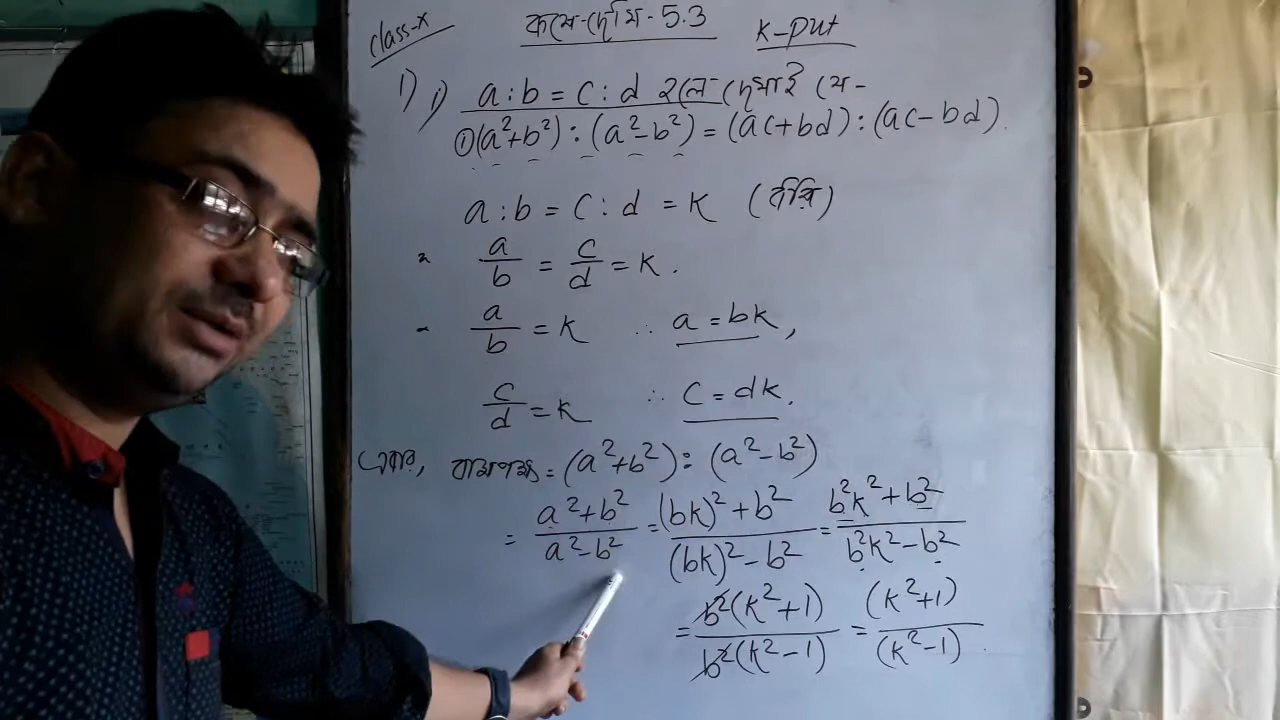 class-X
কষে দেখি - 5.3
K-Put
1) i) a : b = c : d হলে দেখাই যে -
① (a²+b²) : (a²-b²) = (ac+bd) : (ac-bd)
a : b = c : d = K (ধরি)
a/b = c/d = K.
a/b = K ∴ a = bK,
c/d = K ∴ c = dK.
এবার, বামপক্ষ = (a²+b²) : (a²-b²)
= (a²+b²)/(a²-b²) = ((bK)²+b²)/((bK)²-b²) = (b²K²+b²)/(b²K²-b²)
= b²(K²+1)/b²(K²-1) = (K²+1)/(K²-1)